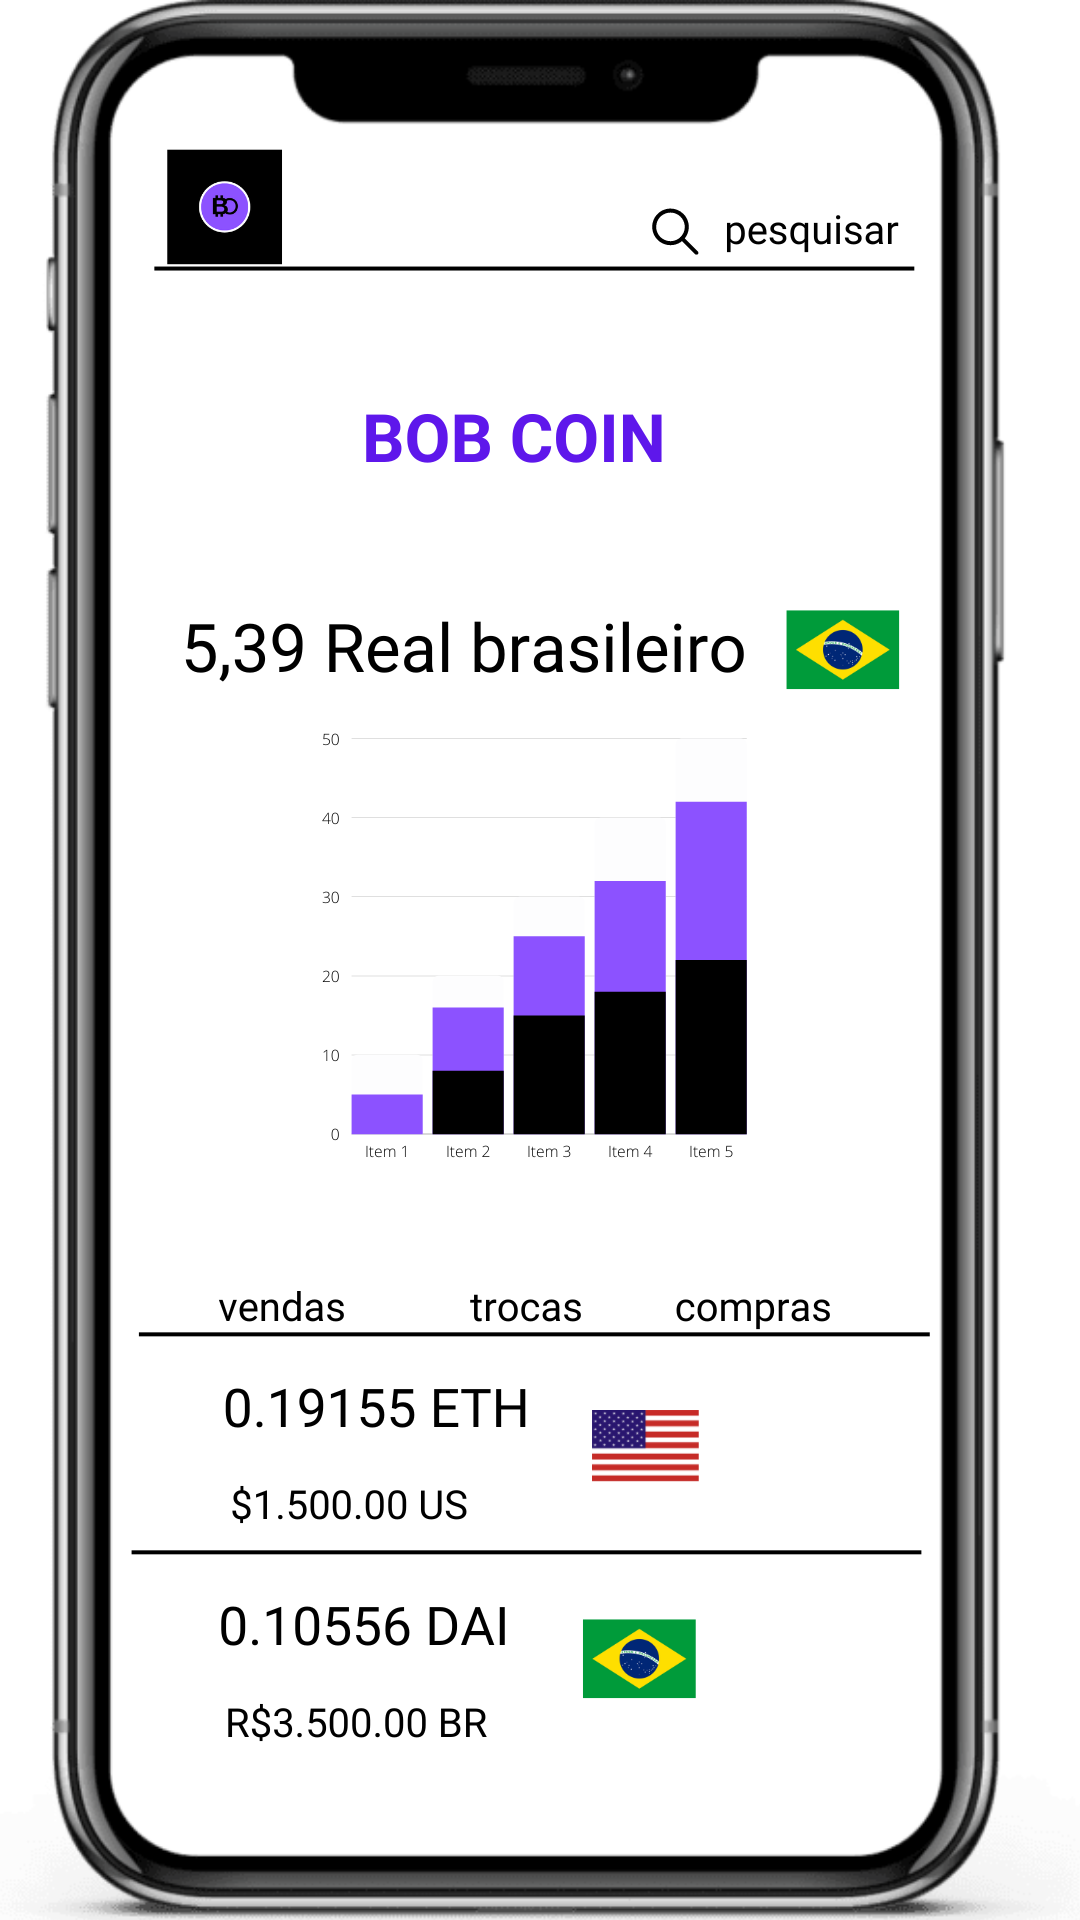 pesquisar
BOB COIN
5,39 Real brasileiro
50
40
30
20
10
0
Item 1 Item 2 Item 3 Item 4 Item 5
vendas trocas compras
0.19155 ETH
$1.500.00 US
0.10556 DAI
R$3.500.00 BR